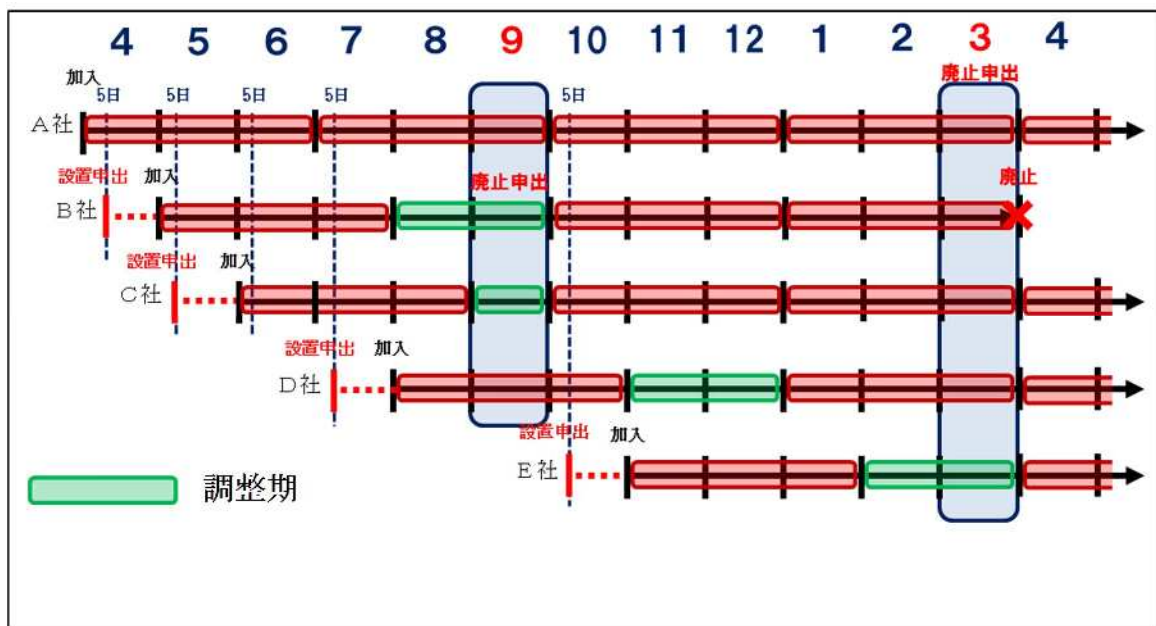 4 5 6 7 8 9 10 11 12 1 2 3 4
廃止申出
加入
5日 5日 5日 5日 5日
A社
設置申出 加入 廃止申出 廃止
B社
設置申出 加入
C社
設置申出 加入
D社
設置申出 加入
E社
調整期